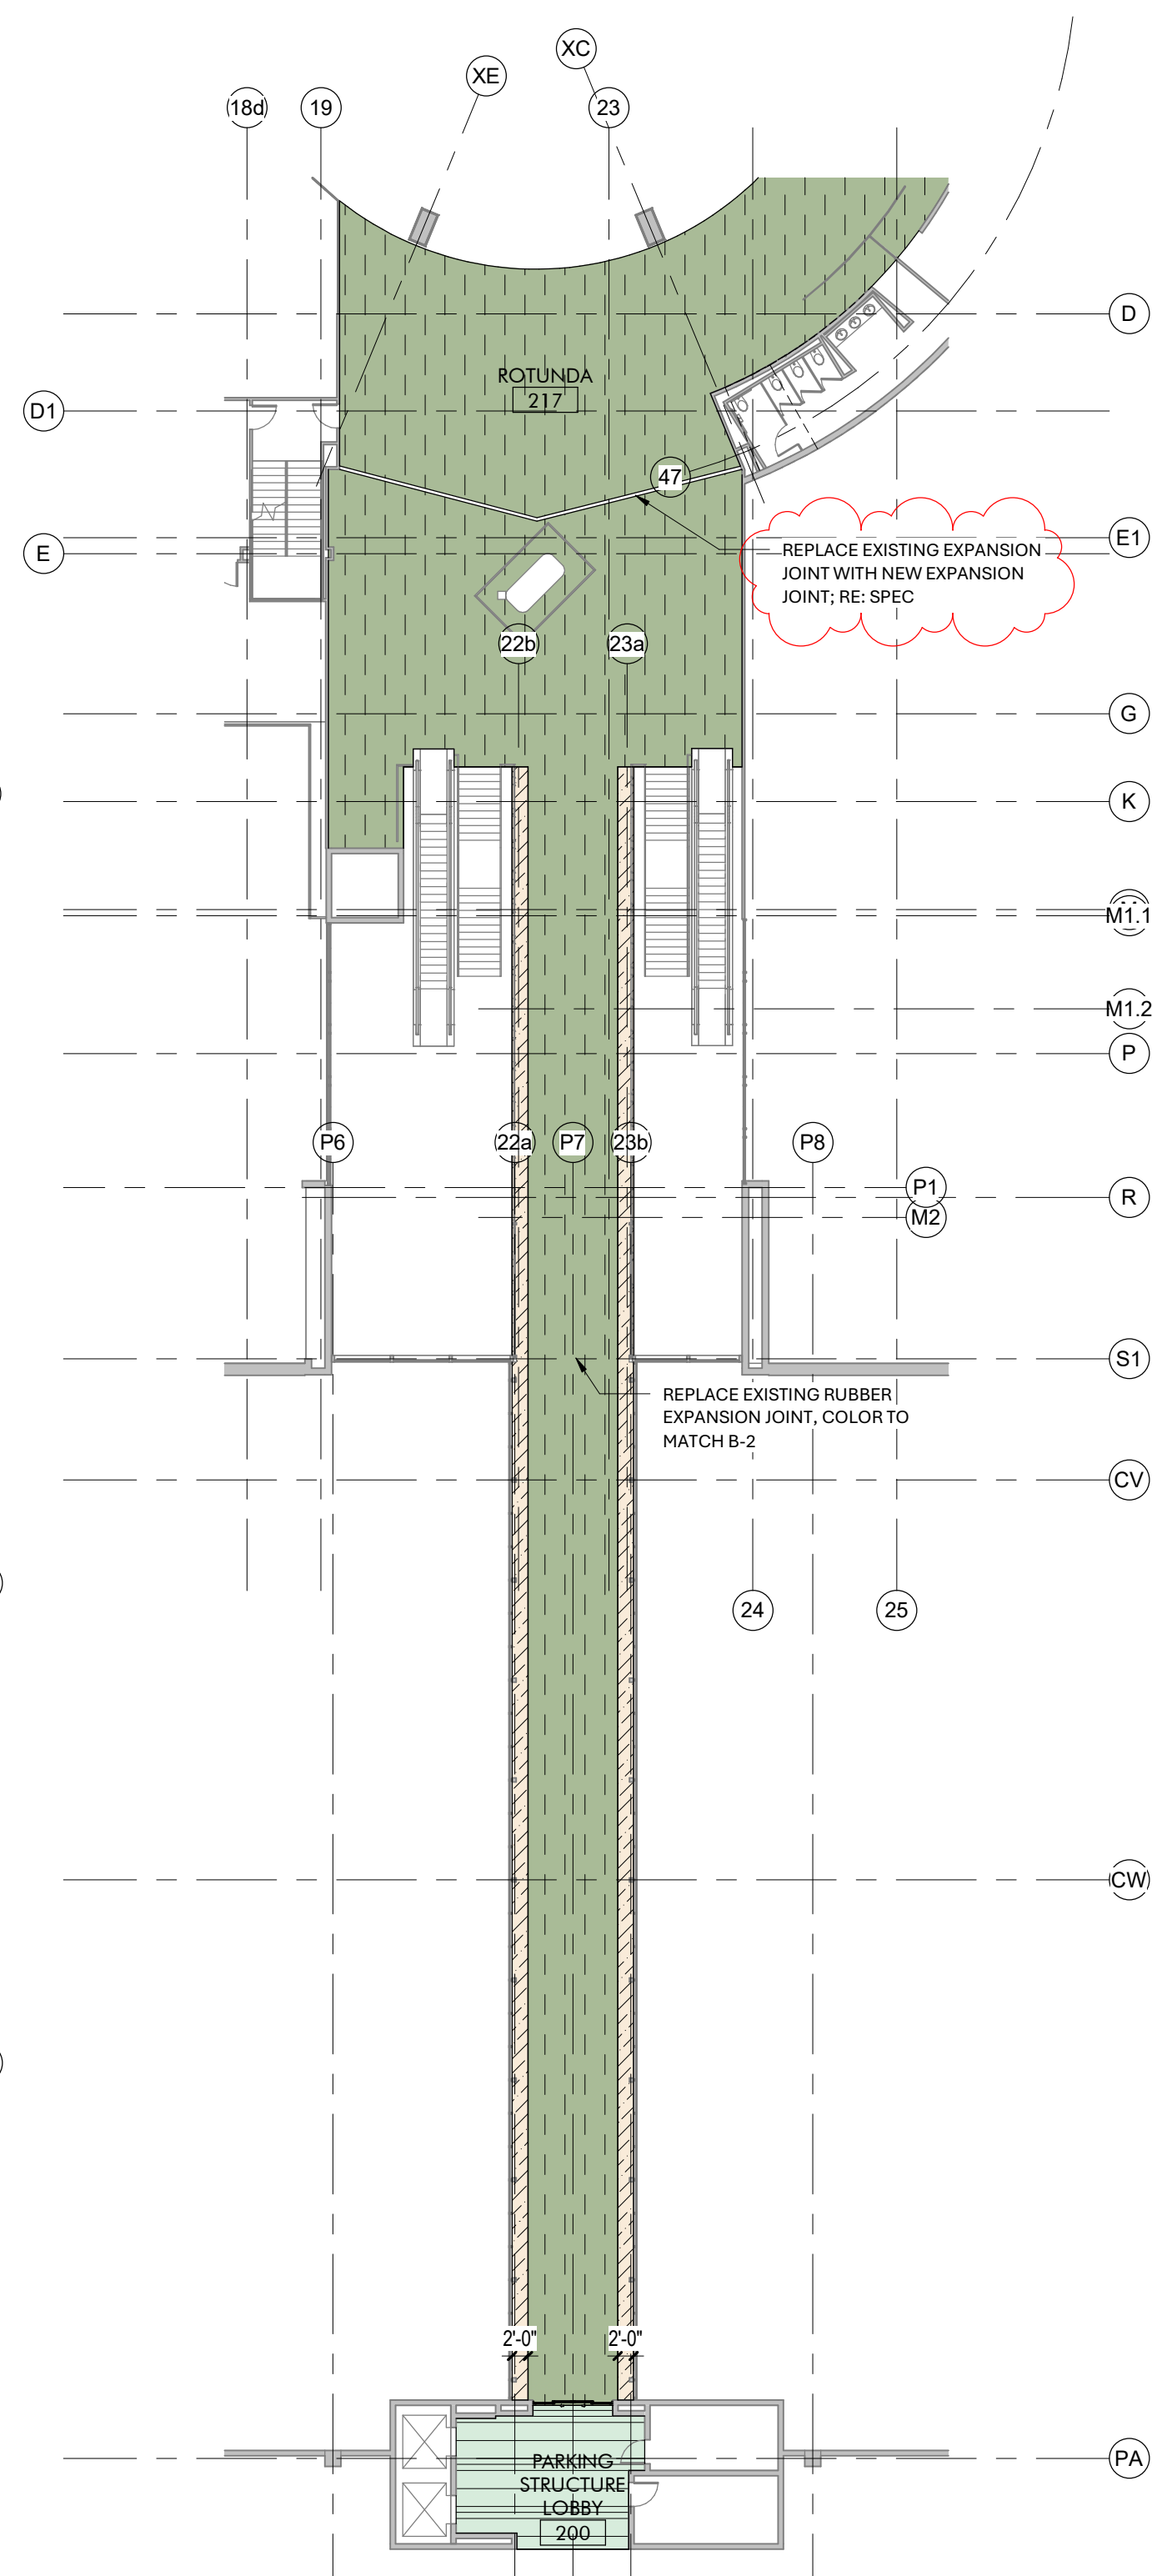 XC
XE
18d
19
23
D
ROTUNDA
217
D1
47
E1
E
REPLACE EXISTING EXPANSION
JOINT WITH NEW EXPANSION
JOINT; RE: SPEC
22b
23a
G
K
M1.1
M1.2
P
P6
22a
P7
23b
P8
P1
R
M2
S1
REPLACE EXISTING RUBBER
EXPANSION JOINT, COLOR TO
MATCH B-2
CV
24
25
CW
2'-0"
2'-0"
PARKING
STRUCTURE
LOBBY
200
PA